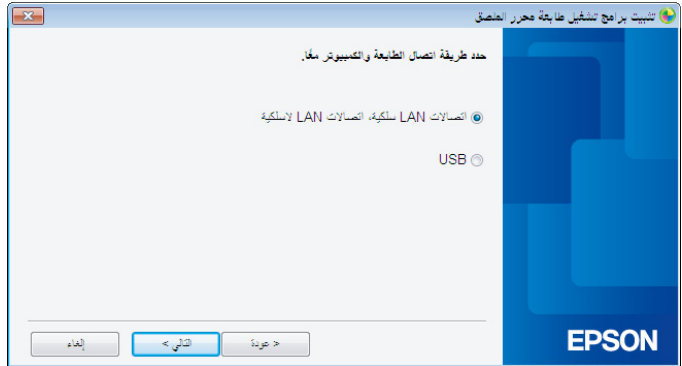 تثبيت برامج تشغيل طابعة محرر الملصق
حدد طريقة اتصال الطابعة والكمبيوتر معًا.
اتصالات LAN سلكية، اتصالات LAN لاسلكية
USB
< عودة
التالي >
إلغاء
EPSON